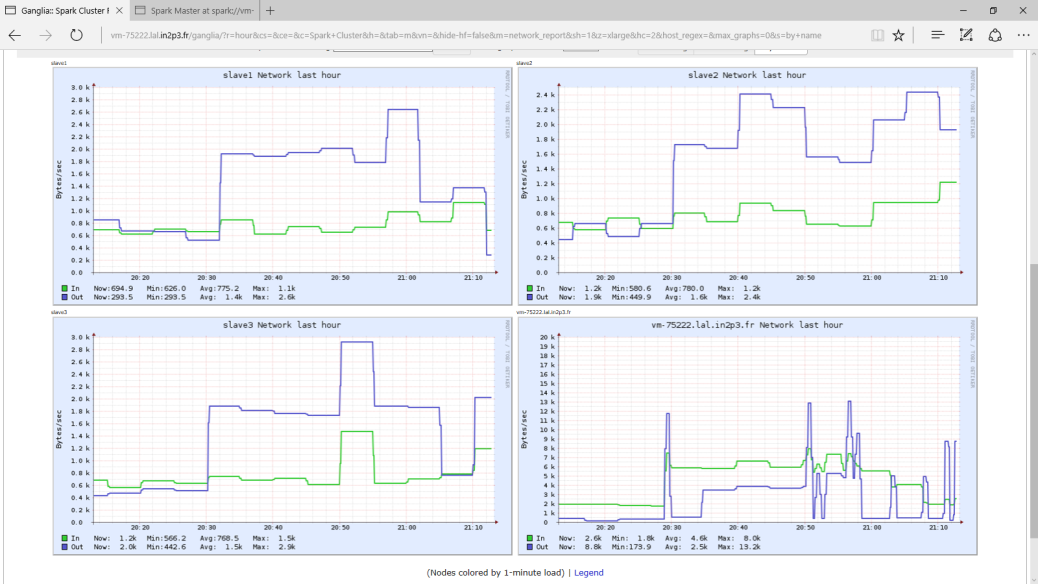 Ganglia:: Spark Cluster H
Spark Master at spark://vm-
vm-75222.lal.in2p3.fr/ganglia/?r=hour&cs=&ce=&c=Spark+Cluster&h=&tab=m&vn=&hide-hf=false&m=network_report&sh=1&z=xlarge&hc=2&host_regex=&max_graphs=0&s=by+name
slave1
slave1 Network last hour
RRDTOOL / TOBI OETIKER
Bytes/sec
3.0 k
2.8 k
2.6 k
2.4 k
2.2 k
2.0 k
1.8 k
1.6 k
1.4 k
1.2 k
1.0 k
0.8 k
0.6 k
0.4 k
0.2 k
0.0
20:20 20:30 20:40 20:50 21:00 21:10
In Now:694.9 Min:626.0 Avg:775.2 Max: 1.1k
Out Now:293.5 Min:293.5 Avg: 1.4k Max: 2.6k
slave2
slave2 Network last hour
RRDTOOL / TOBI OETIKER
Bytes/sec
2.4 k
2.2 k
2.0 k
1.8 k
1.6 k
1.4 k
1.2 k
1.0 k
0.8 k
0.6 k
0.4 k
0.2 k
0.0
20:20 20:30 20:40 20:50 21:00 21:10
In Now: 1.2k Min:580.6 Avg:780.0 Max: 1.2k
Out Now: 1.9k Min:449.9 Avg: 1.6k Max: 2.4k
slave3
slave3 Network last hour
RRDTOOL / TOBI OETIKER
Bytes/sec
3.0 k
2.8 k
2.6 k
2.4 k
2.2 k
2.0 k
1.8 k
1.6 k
1.4 k
1.2 k
1.0 k
0.8 k
0.6 k
0.4 k
0.2 k
0.0
20:20 20:30 20:40 20:50 21:00 21:10
In Now: 1.2k Min:566.2 Avg:768.5 Max: 1.5k
Out Now: 2.0k Min:442.6 Avg: 1.5k Max: 2.9k
vm-75222.lal.in2p3.fr
vm-75222.lal.in2p3.fr Network last hour
RRDTOOL / TOBI OETIKER
Bytes/sec
20 k
19 k
18 k
17 k
16 k
15 k
14 k
13 k
12 k
11 k
10 k
9 k
8 k
7 k
6 k
5 k
4 k
3 k
2 k
1 k
0
20:20 20:30 20:40 20:50 21:00 21:10
In Now: 2.6k Min: 1.8k Avg: 4.6k Max: 8.0k
Out Now: 8.8k Min:173.9 Avg: 2.5k Max: 13.2k
(Nodes colored by 1-minute load) | Legend